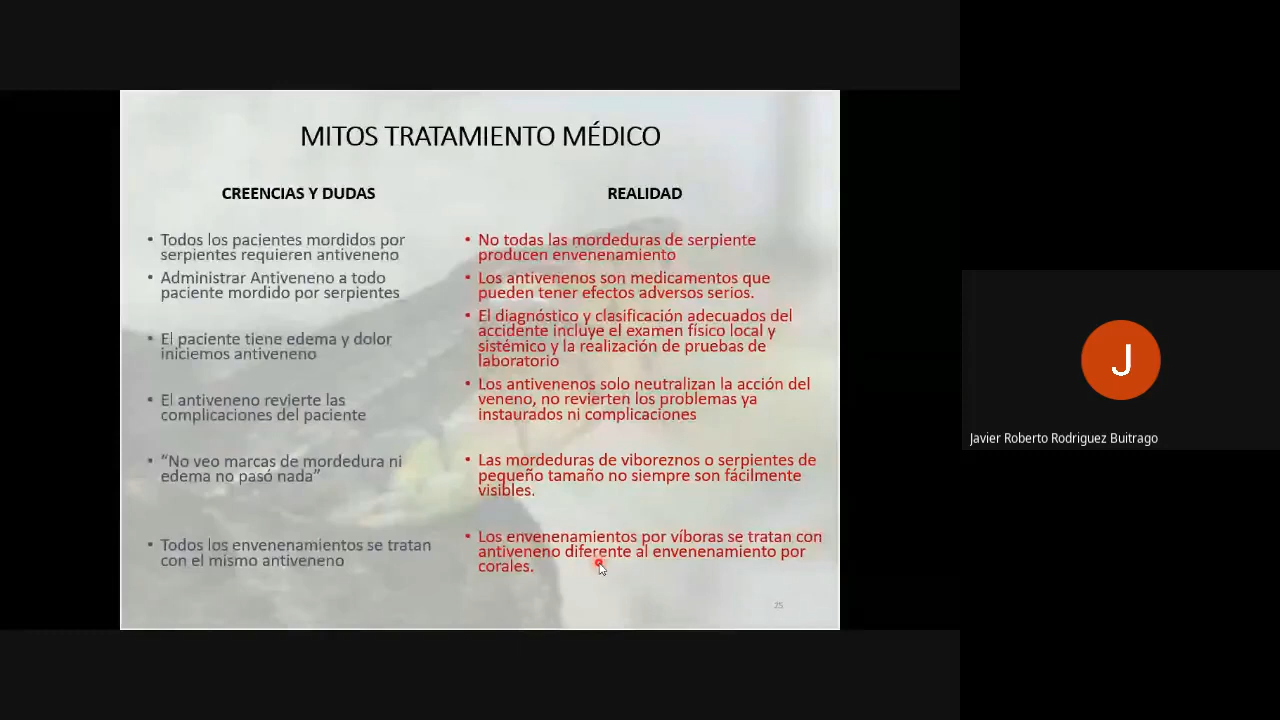 MITOS TRATAMIENTO MÉDICO
CREENCIAS Y DUDAS
• Todos los pacientes mordidos por
serpientes requieren antiveneno
• Administrar Antiveneno a todo
paciente mordido por serpientes
• El paciente tiene edema y dolor
iniciemos antiveneno
• El antiveneno revierte las
complicaciones del paciente
• “No veo marcas de mordedura ni
edema no pasó nada”
• Todos los envenenamientos se tratan
con el mismo antiveneno
REALIDAD
• No todas las mordeduras de serpiente
producen envenenamiento
• Los antivenenos son medicamentos que
pueden tener efectos adversos serios.
• El diagnóstico y clasificación adecuados del
accidente incluye el examen físico local y
sistémico y la realización de pruebas de
laboratorio
• Los antivenenos solo neutralizan la acción del
veneno, no revierten los problemas ya
instaurados ni complicaciones
• Las mordeduras de viboreznos o serpientes de
pequeño tamaño no siempre son fácilmente
visibles.
• Los envenenamientos por víboras se tratan con
antiveneno diferente al envenenamiento por
corales.
25
J
Javier Roberto Rodriguez Buitrago